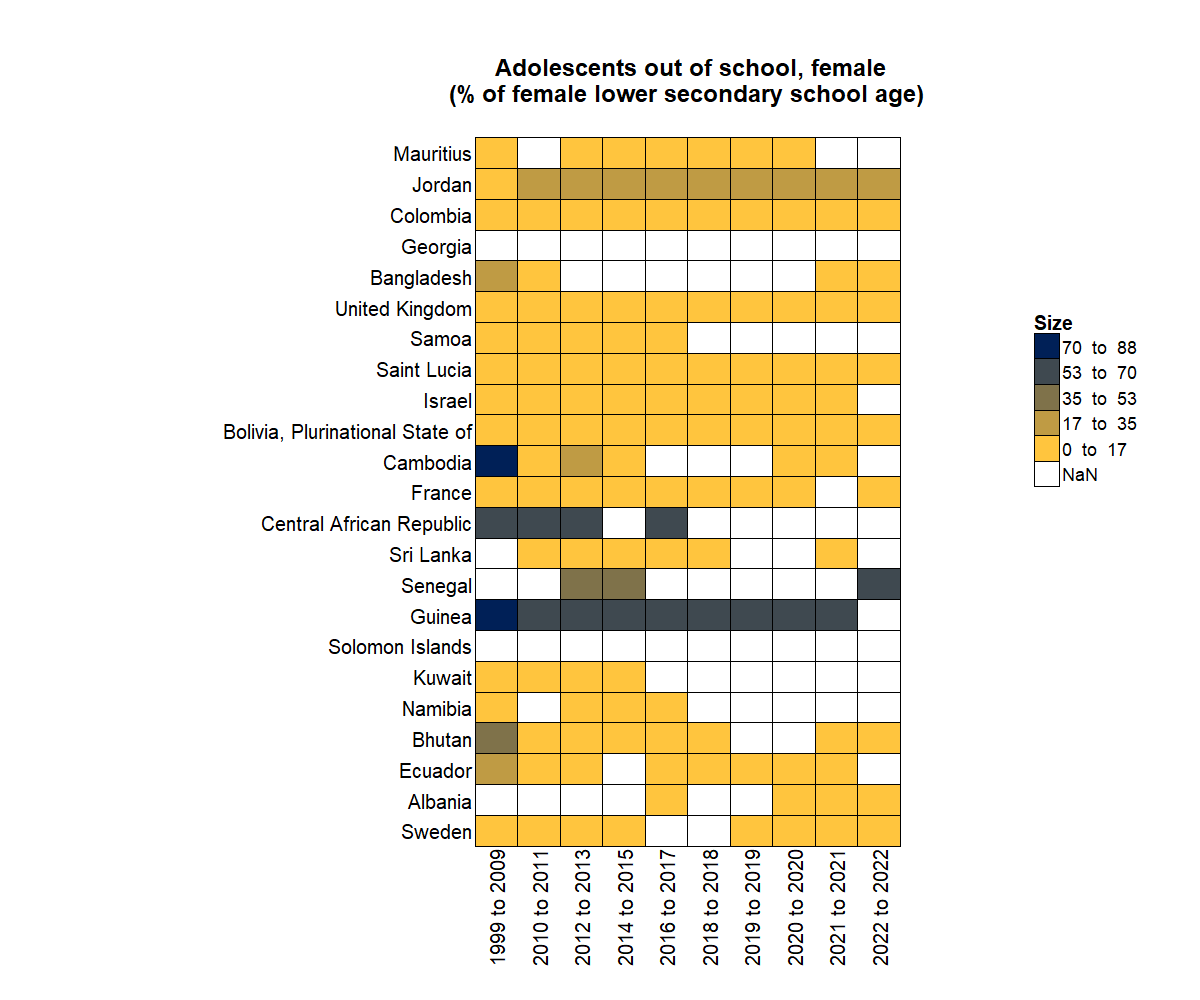 Adolescents out of school, female
(% of female lower secondary school age)
Mauritius
Jordan
Colombia
Georgia
Bangladesh
United Kingdom
Samoa
Saint Lucia
Israel
Bolivia, Plurinational State of
Cambodia
France
Central African Republic
Sri Lanka
Senegal
Guinea
Solomon Islands
Kuwait
Namibia
Bhutan
Ecuador
Albania
Sweden
1999 to 2009
2010 to 2011
2012 to 2013
2014 to 2015
2016 to 2017
2018 to 2018
2019 to 2019
2020 to 2020
2021 to 2021
2022 to 2022
Size
70 to 88
53 to 70
35 to 53
17 to 35
0 to 17
NaN